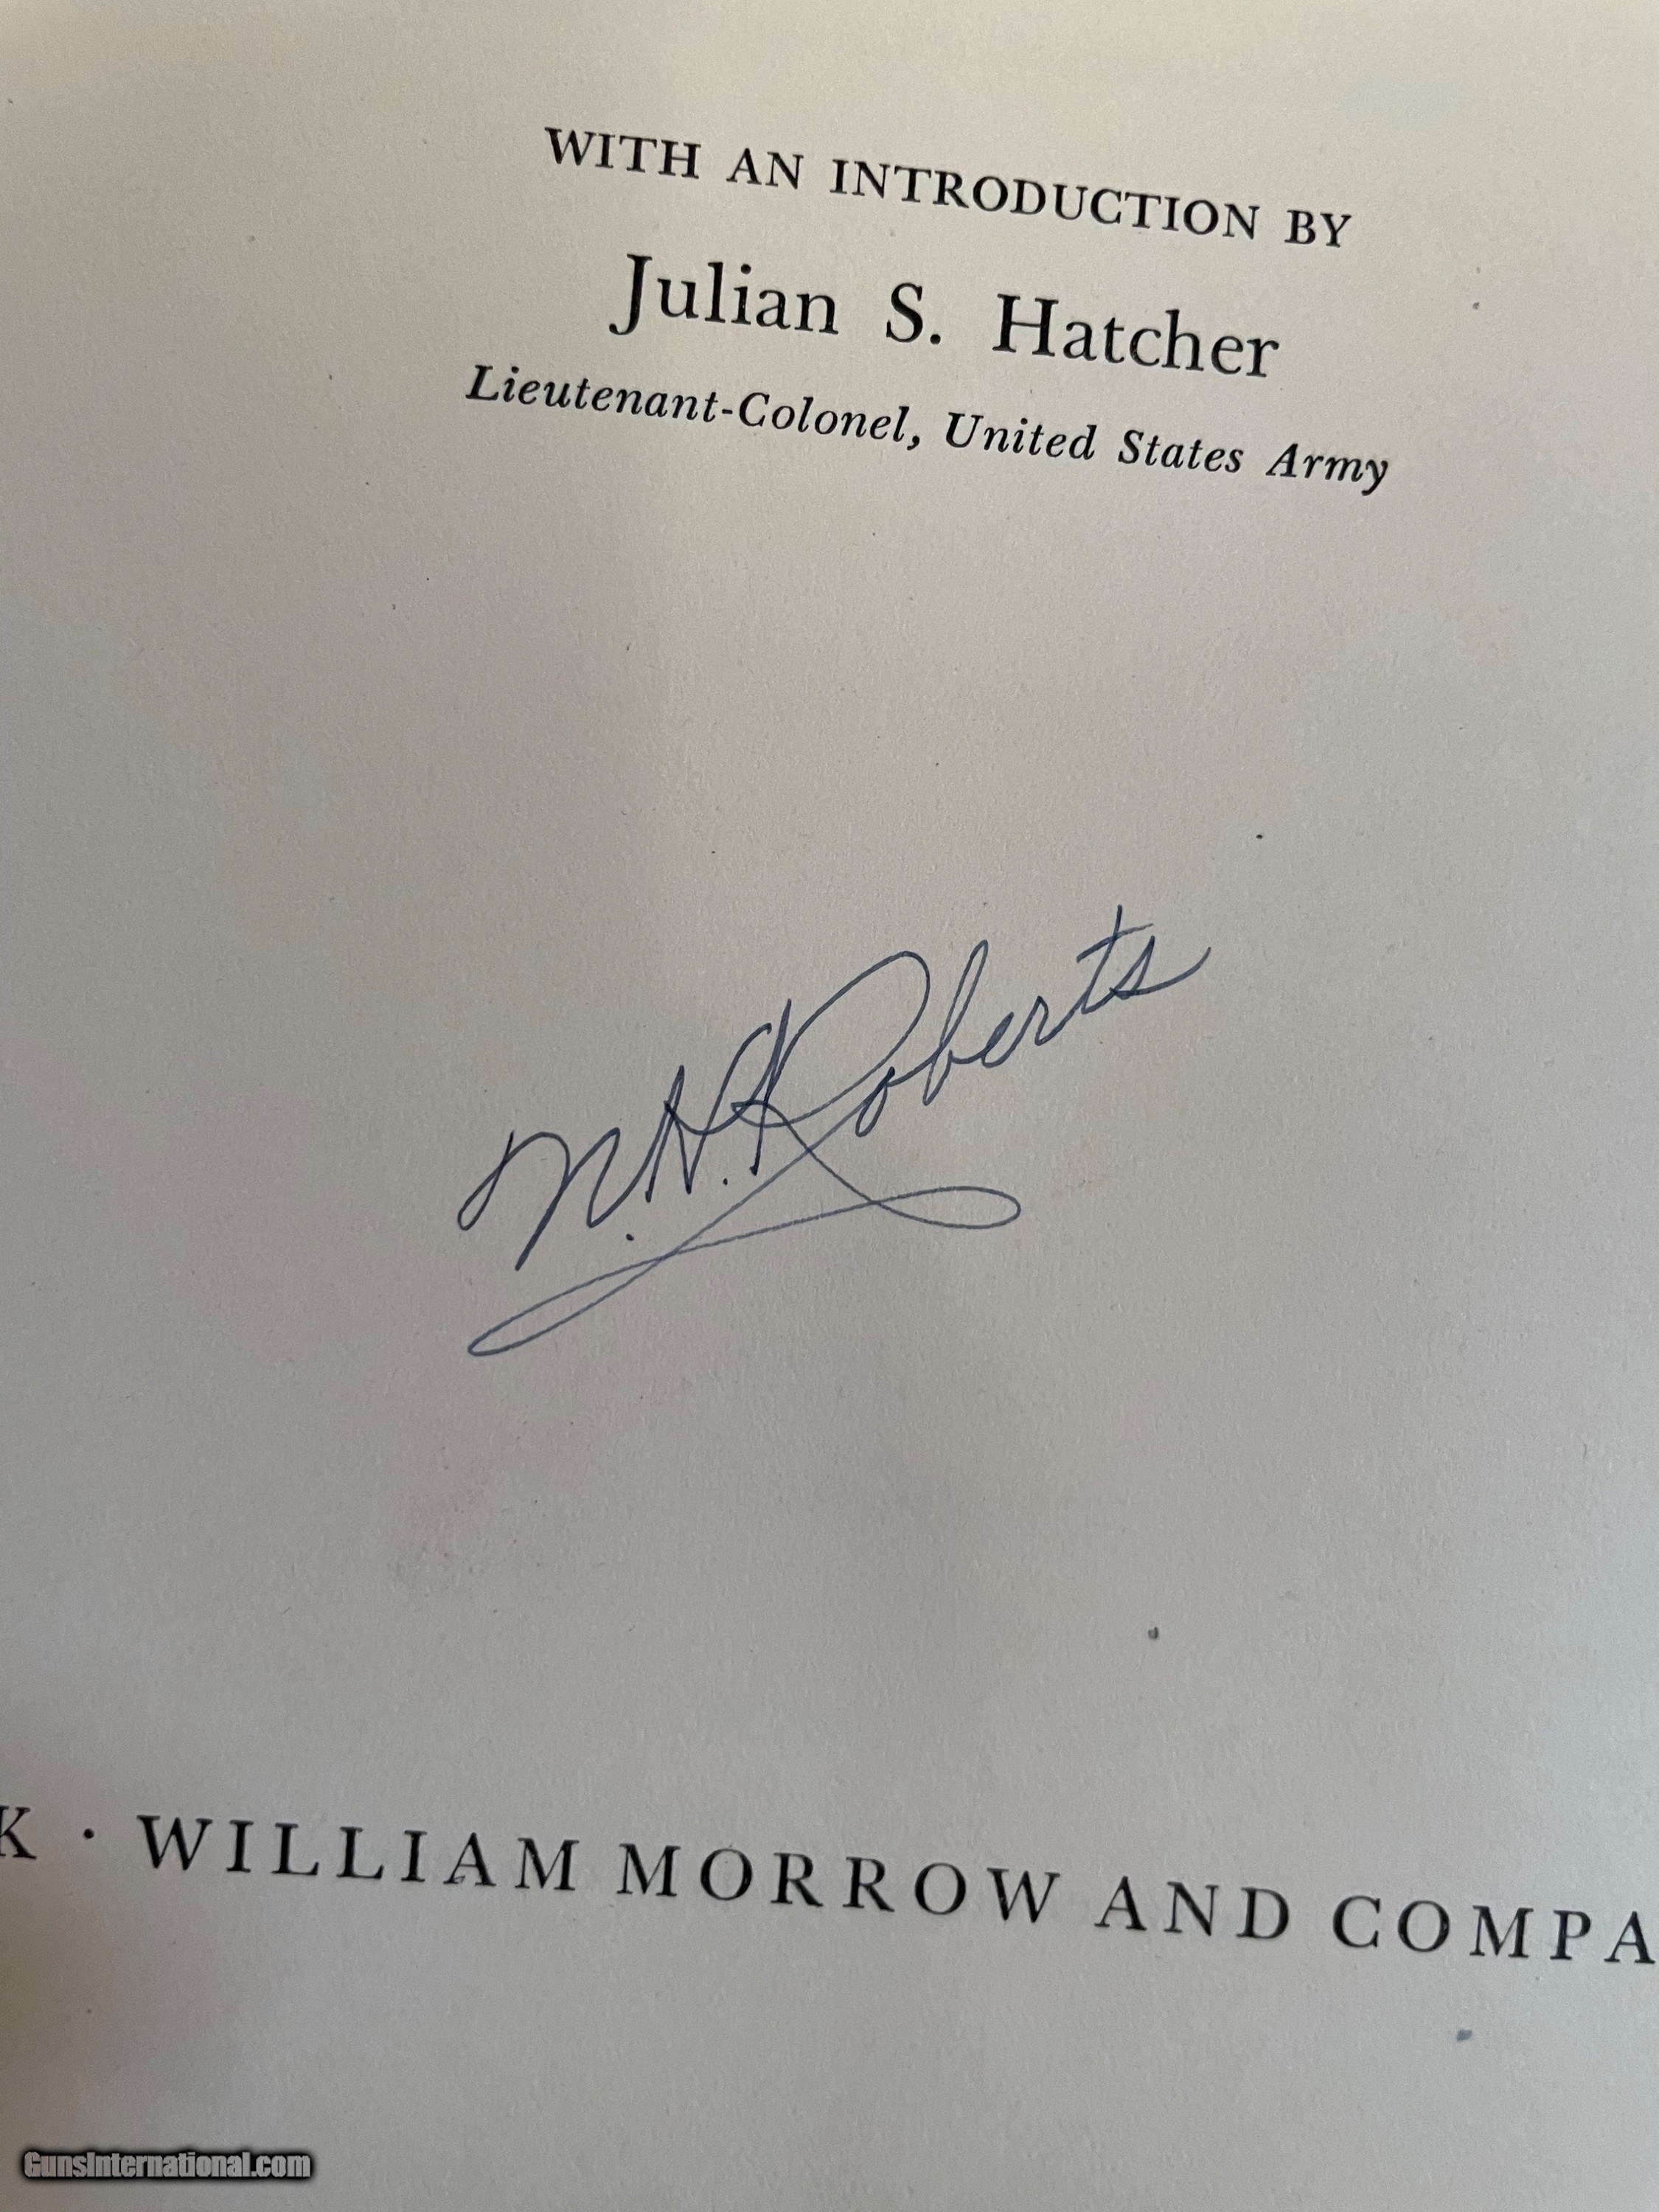 WITH AN INTRODUCTION BY
Julian S. Hatcher
Lieutenant-Colonel, United States Army
N. H. Roberts
K · WILLIAM MORROW AND COMPA
GunsInternational.com